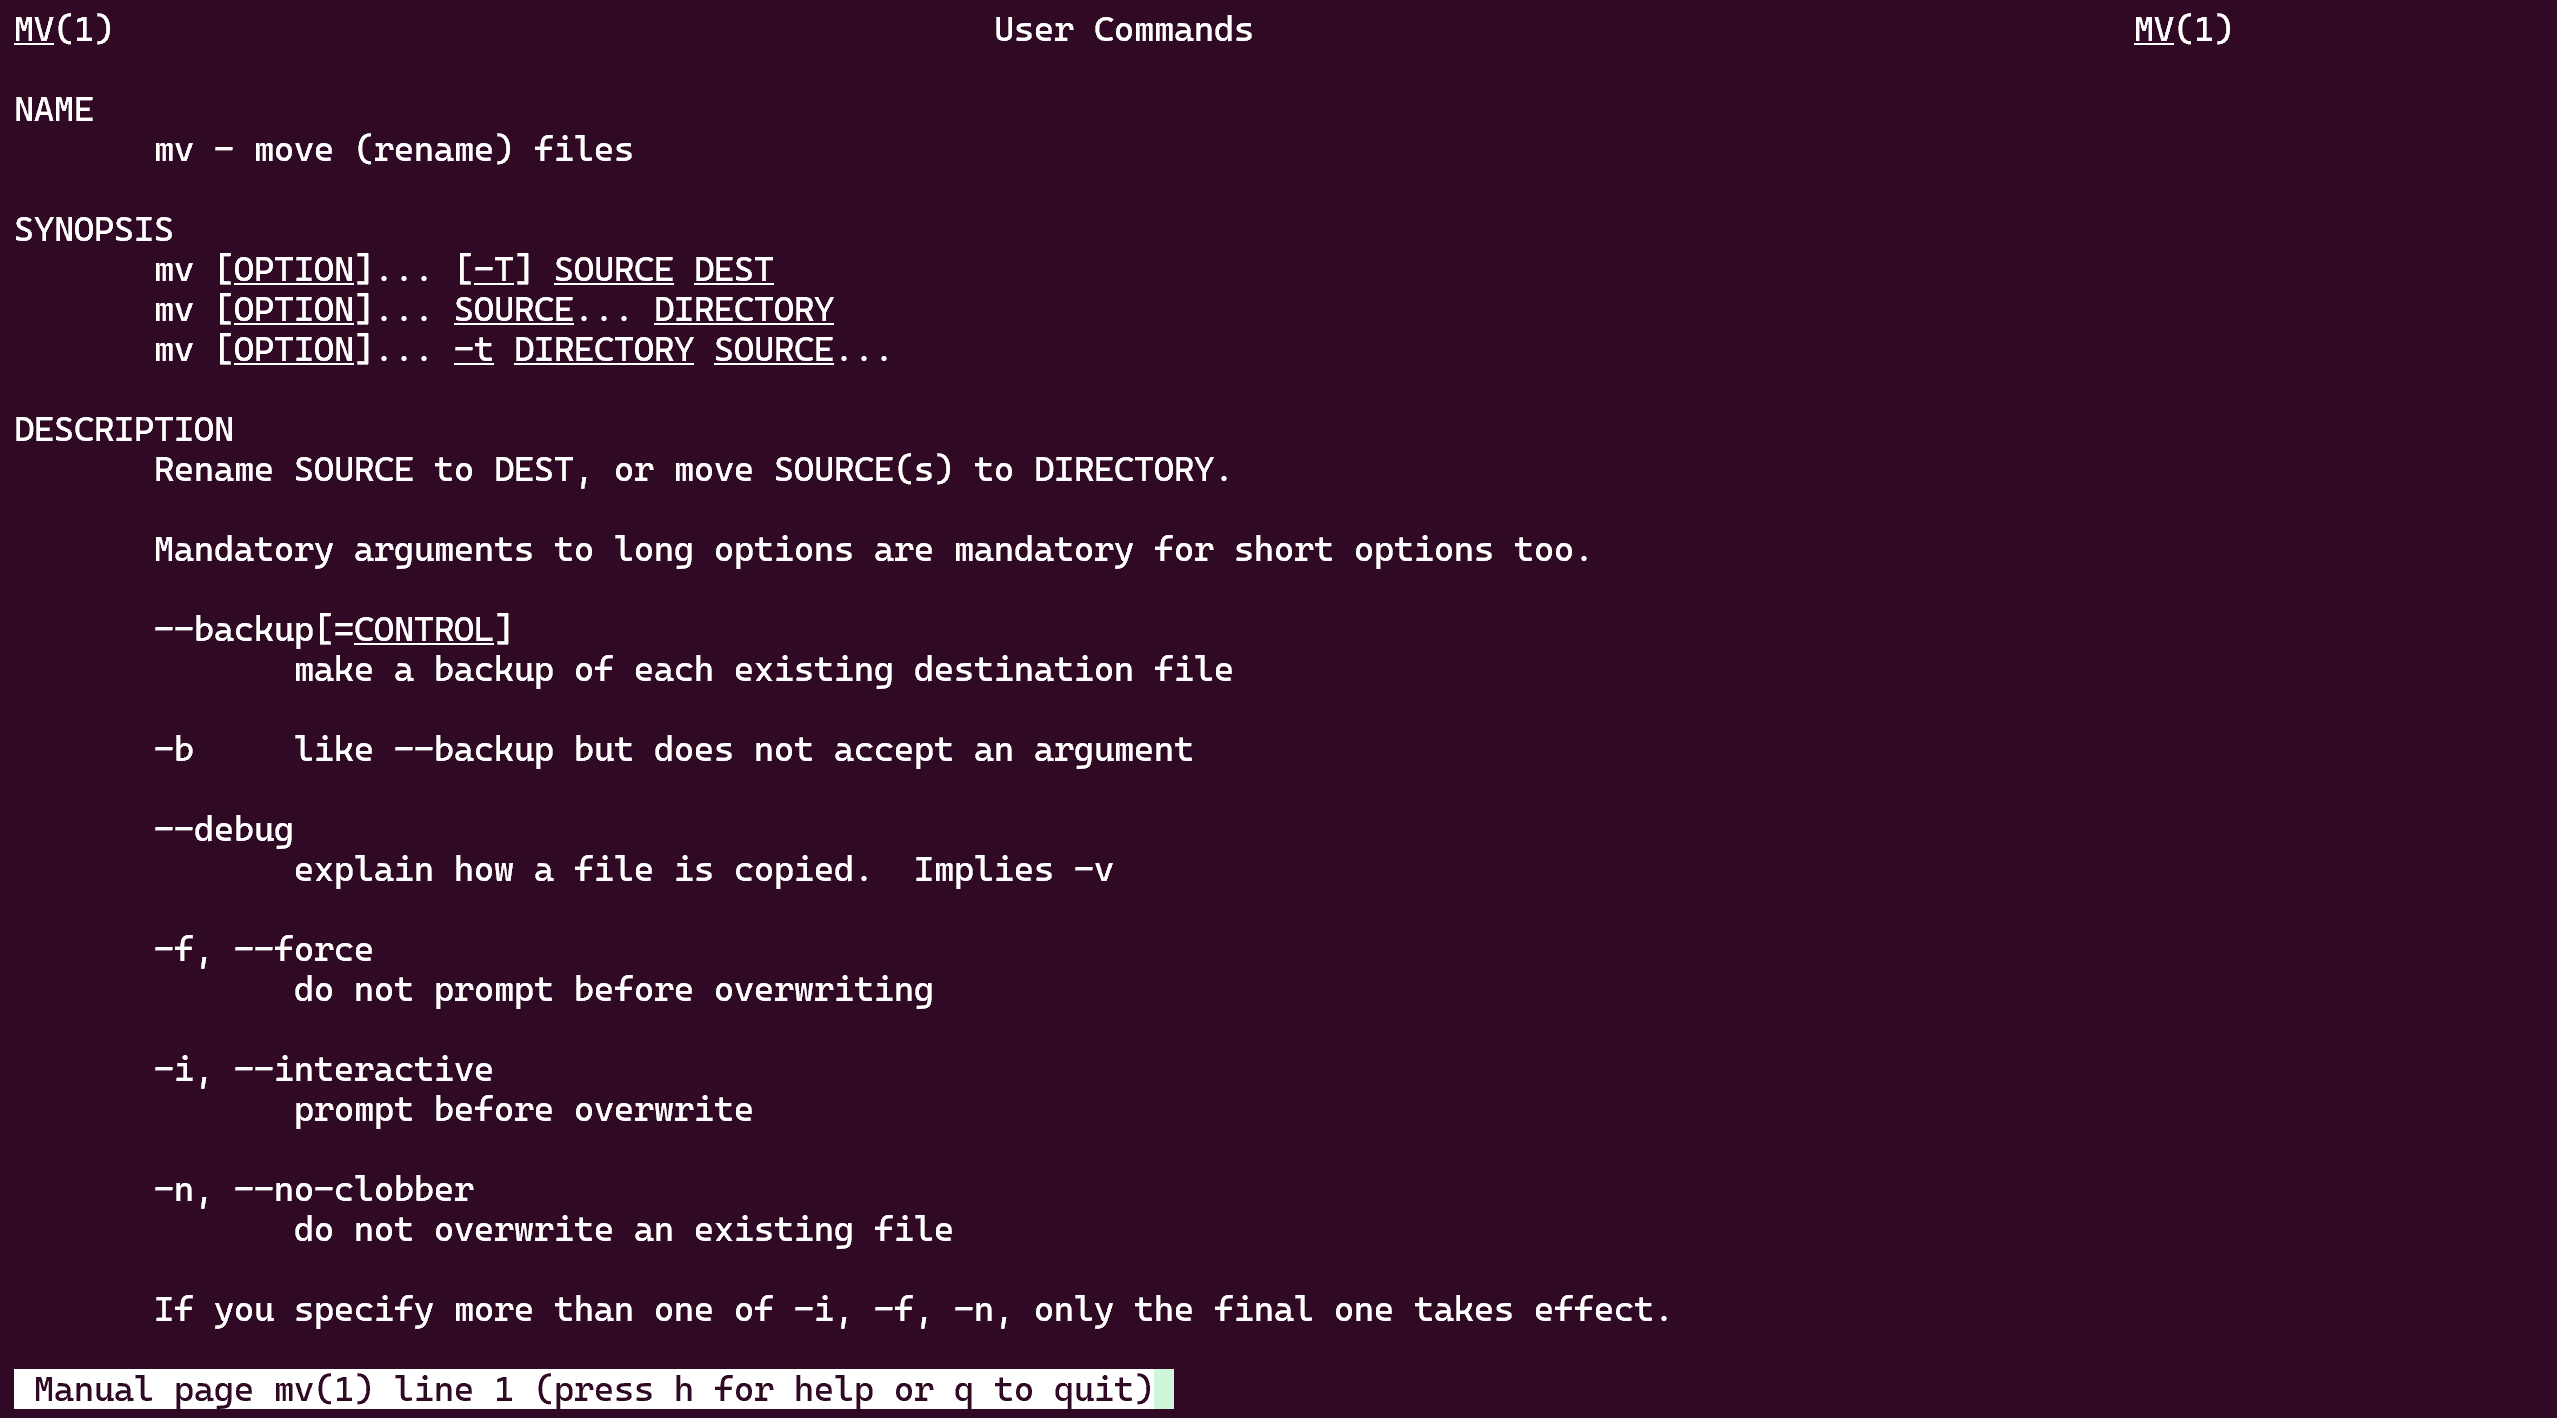 MV(1) User Commands MV(1)
NAME
mv - move (rename) files
SYNOPSIS
mv [OPTION]... [-T] SOURCE DEST
mv [OPTION]... SOURCE... DIRECTORY
mv [OPTION]... -t DIRECTORY SOURCE...
DESCRIPTION
Rename SOURCE to DEST, or move SOURCE(s) to DIRECTORY.
Mandatory arguments to long options are mandatory for short options too.
--backup[=CONTROL]
make a backup of each existing destination file
-b like --backup but does not accept an argument
--debug
explain how a file is copied.  Implies -v
-f, --force
do not prompt before overwriting
-i, --interactive
prompt before overwrite
-n, --no-clobber
do not overwrite an existing file
If you specify more than one of -i, -f, -n, only the final one takes effect.
Manual page mv(1) line 1 (press h for help or q to quit)